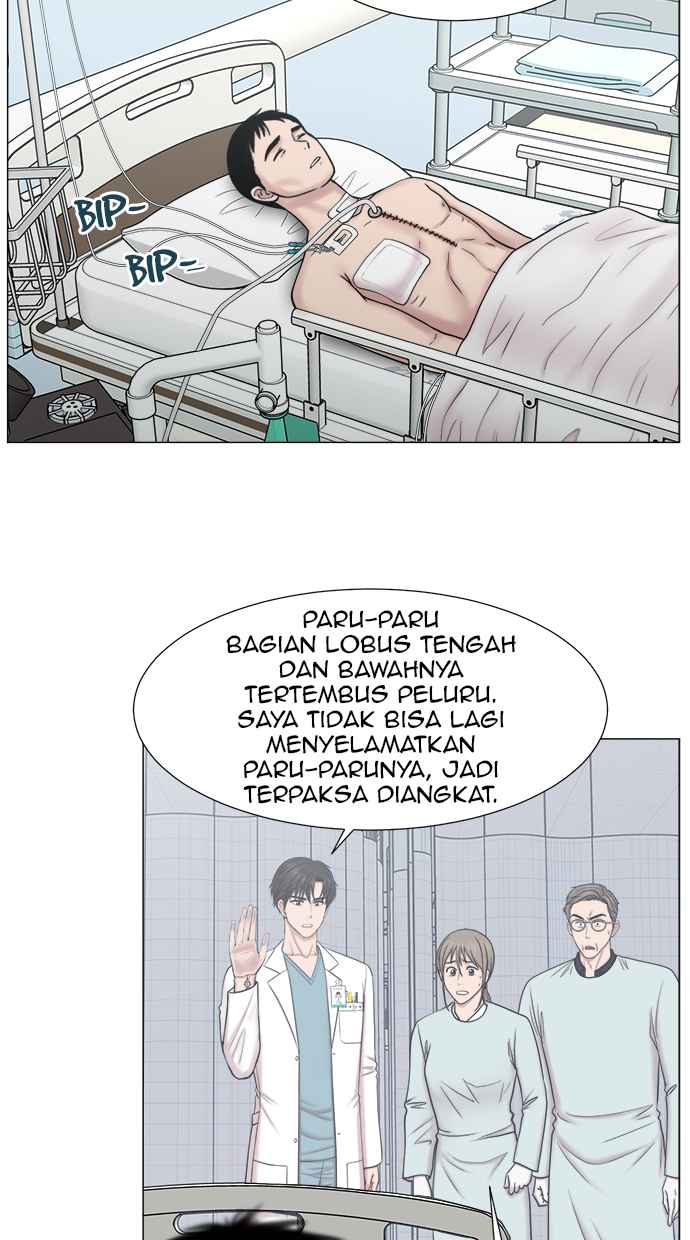 BIP-
BIP-
PARU-PARU
BAGIAN LOBUS TENGAH
DAN BAWAHNYA
TERTEMBUS PELURU.
SAYA TIDAK BISA LAGI
MENYELAMATKAN
PARU-PARUNYA, JADI
TERPAKSA DIANGKAT.